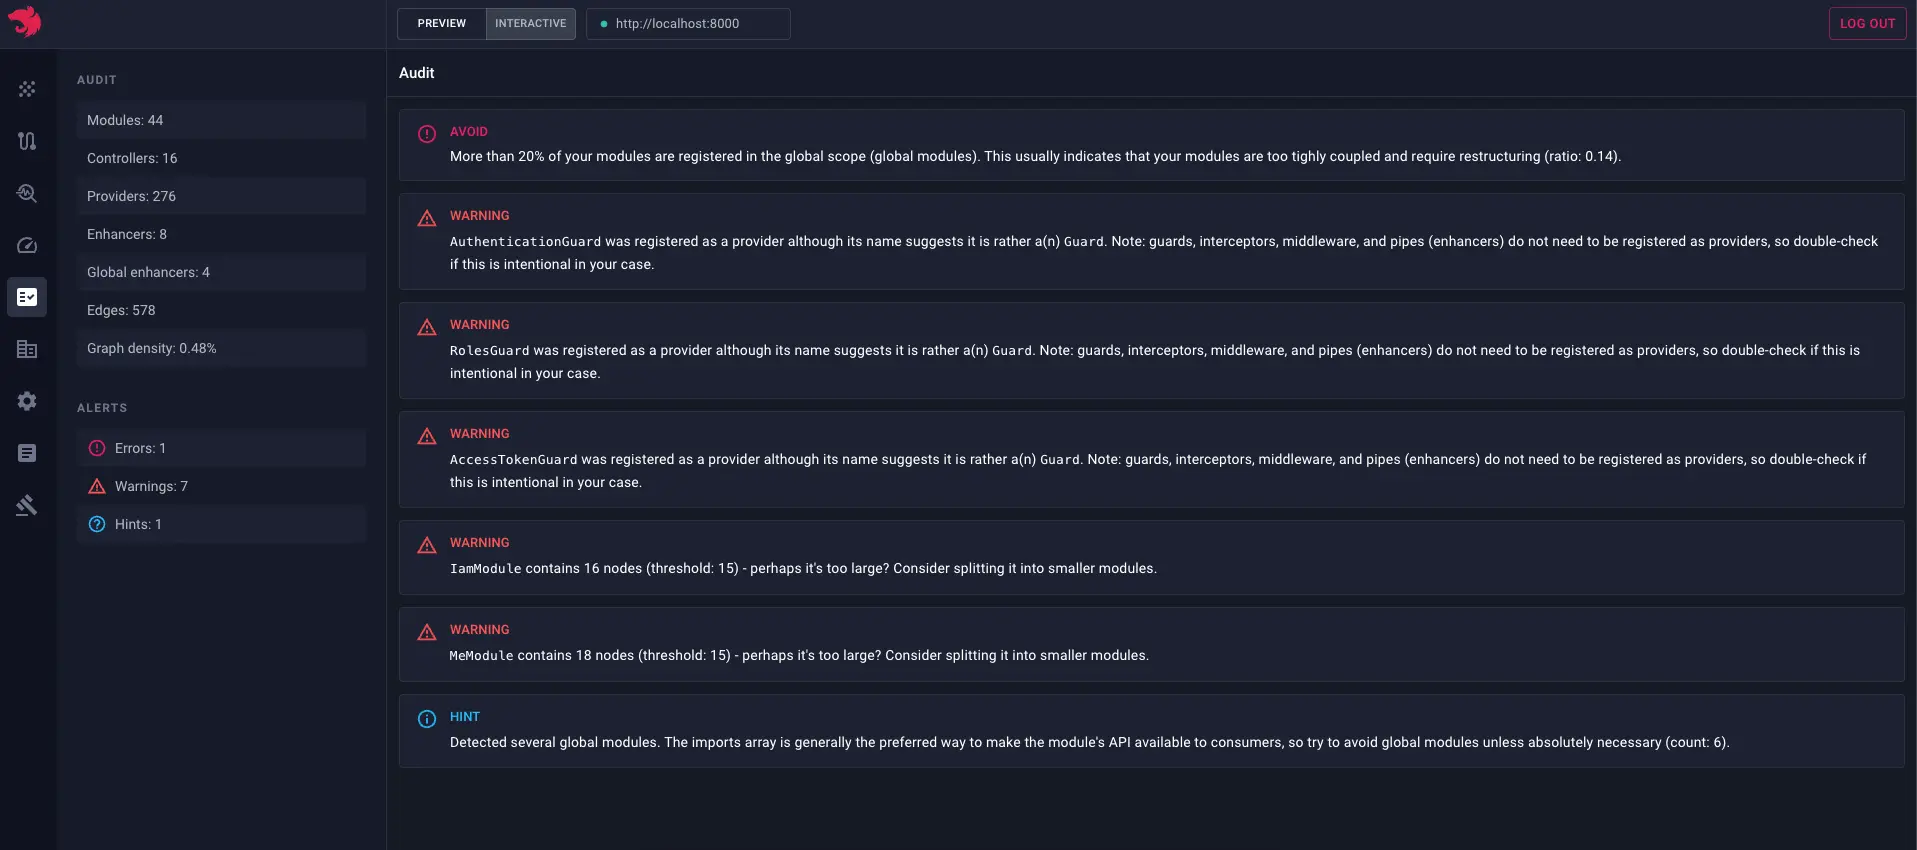 PREVIEW
INTERACTIVE
http://localhost:8000
LOG OUT
AUDIT
Modules: 44
Controllers: 16
Providers: 276
Enhancers: 8
Global enhancers: 4
Edges: 578
Graph density: 0.48%
ALERTS
Errors: 1
Warnings: 7
Hints: 1
Audit
AVOID
More than 20% of your modules are registered in the global scope (global modules). This usually indicates that your modules are too tighly coupled and require restructuring (ratio: 0.14).
WARNING
AuthenticationGuard was registered as a provider although its name suggests it is rather a(n) Guard. Note: guards, interceptors, middleware, and pipes (enhancers) do not need to be registered as providers, so double-check
if this is intentional in your case.
WARNING
RolesGuard was registered as a provider although its name suggests it is rather a(n) Guard. Note: guards, interceptors, middleware, and pipes (enhancers) do not need to be registered as providers, so double-check if this is
intentional in your case.
WARNING
AccessTokenGuard was registered as a provider although its name suggests it is rather a(n) Guard. Note: guards, interceptors, middleware, and pipes (enhancers) do not need to be registered as providers, so double-check if
this is intentional in your case.
WARNING
IamModule contains 16 nodes (threshold: 15) - perhaps it's too large? Consider splitting it into smaller modules.
WARNING
MeModule contains 18 nodes (threshold: 15) - perhaps it's too large? Consider splitting it into smaller modules.
HINT
Detected several global modules. The imports array is generally the preferred way to make the module's API available to consumers, so try to avoid global modules unless absolutely necessary (count: 6).